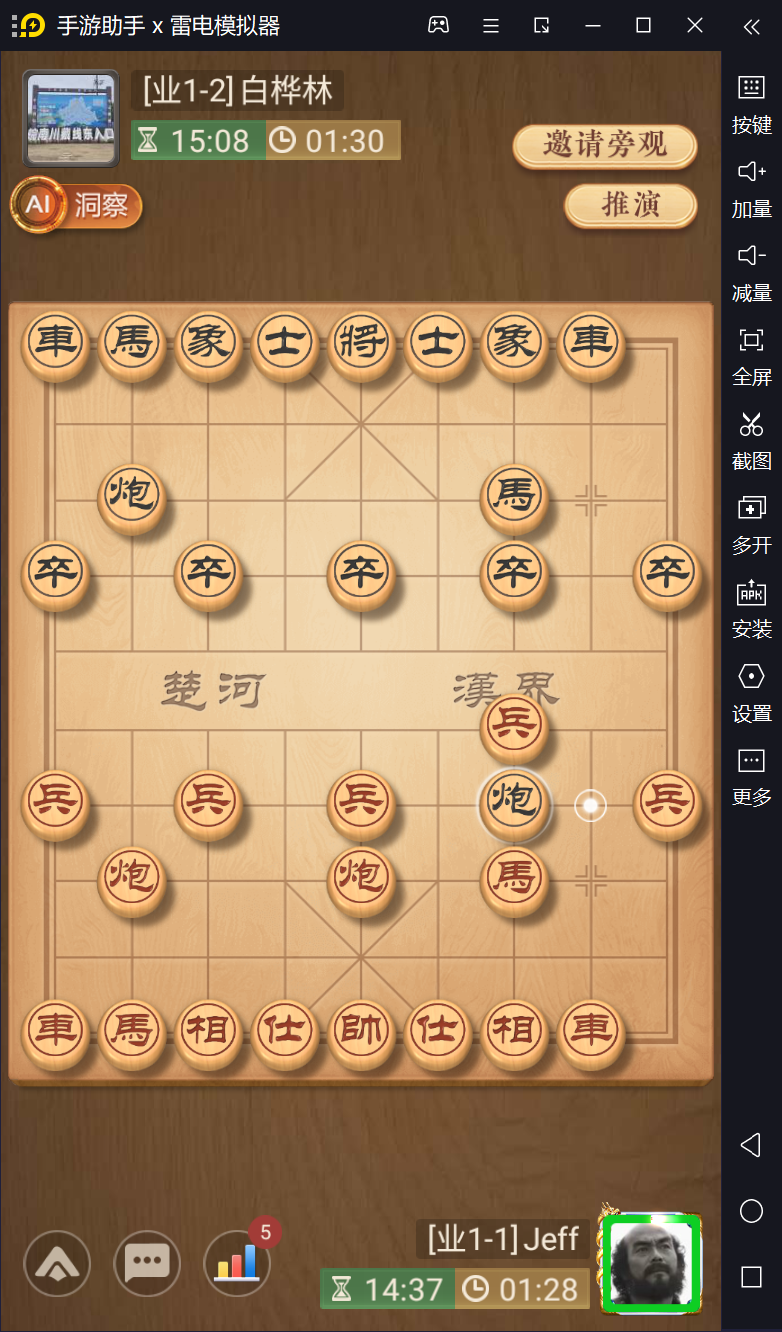 手游助手 x 雷电模拟器
[业1-2] 白桦林
15:08 01:30
邀请旁观
AI 洞察
推演
按键
加量
减量
全屏
截图
多开
APK
安装
设置
更多
車 馬 象 士 將 士 象 車
炮 馬
卒 卒 卒 卒 卒
楚河 漢界
兵
兵 兵 兵 炮 兵
炮 炮 馬
車 馬 相 仕 帥 仕 相 車
5
[业1-1] Jeff
14:37 01:28